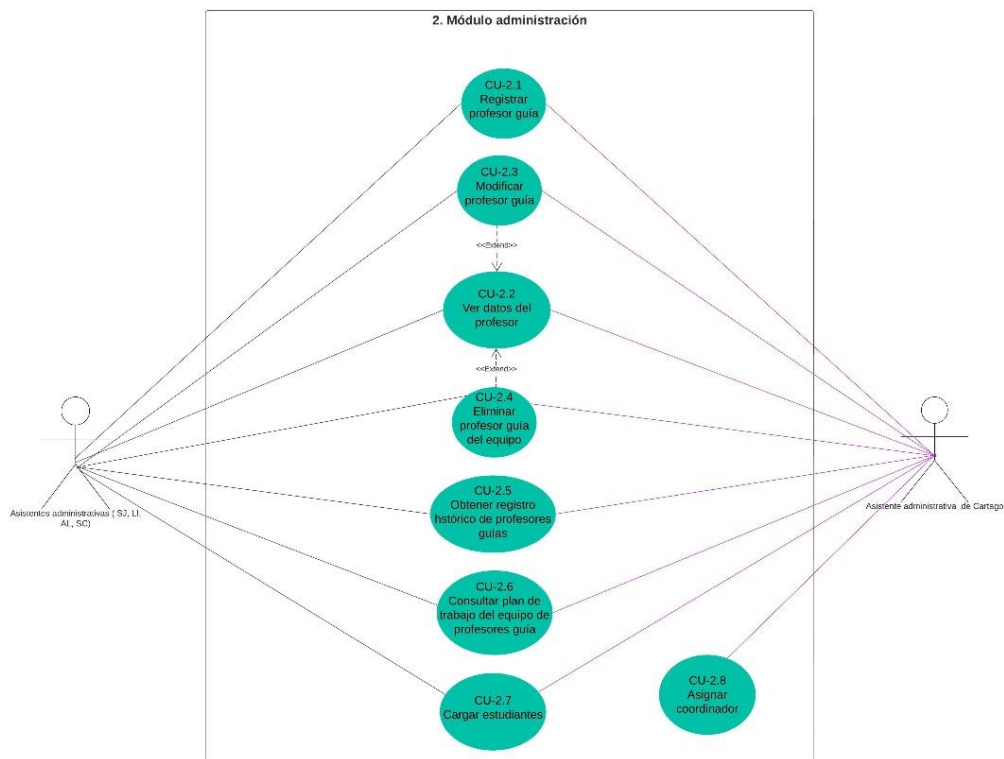 2. Módulo administración
CU-2.1
Registrar
profesor guía
CU-2.3
Modificar
profesor guía
<<Extend>>
CU-2.2
Ver datos del
profesor
<<Extend>>
CU-2.4
Eliminar
profesor guía
del equipo
CU-2.5
Obtener registro
hstórico de profesores
guías
Asistentes administrativas ( SJ, LI,
AL, SC)
Asistente administrativa de Cartago
CU-2.6
Consultar plan de
trabajo del equipo de
profesores guía
CU-2.7
Cargar estudiantes
CU-2.8
Asignar
coordinador